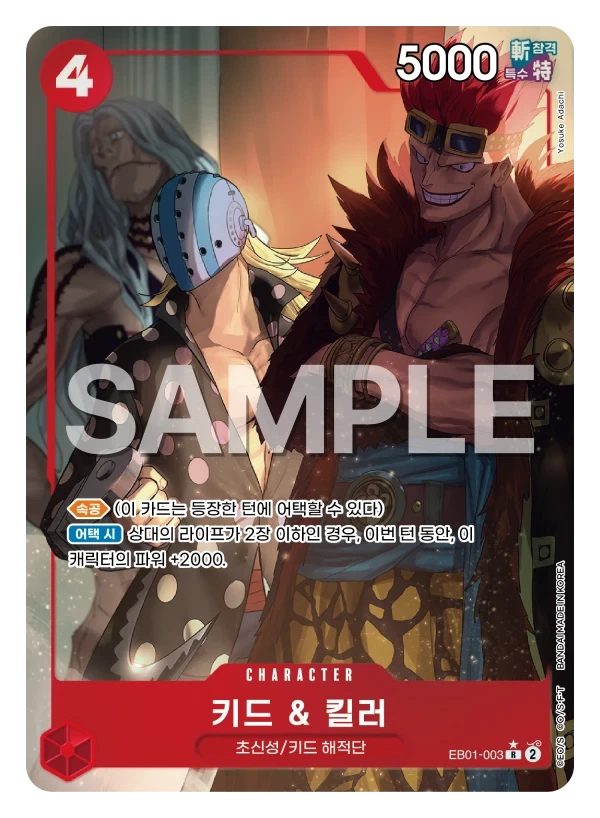 4
5000
斬 참격
특수 特
Yosuke Adachi
SAMPLE
속공 (이 카드는 등장한 턴에 어택할 수 있다)
어택 시 상대의 라이프가 2장 이하인 경우, 이번 턴 동안, 이
캐릭터의 파워 +2000.
CHARACTER
키드 & 킬러
초신성/키드 해적단
EB01-003 R 2
©EO/S ©O/S·F·T BANDAI MADE IN KOREA